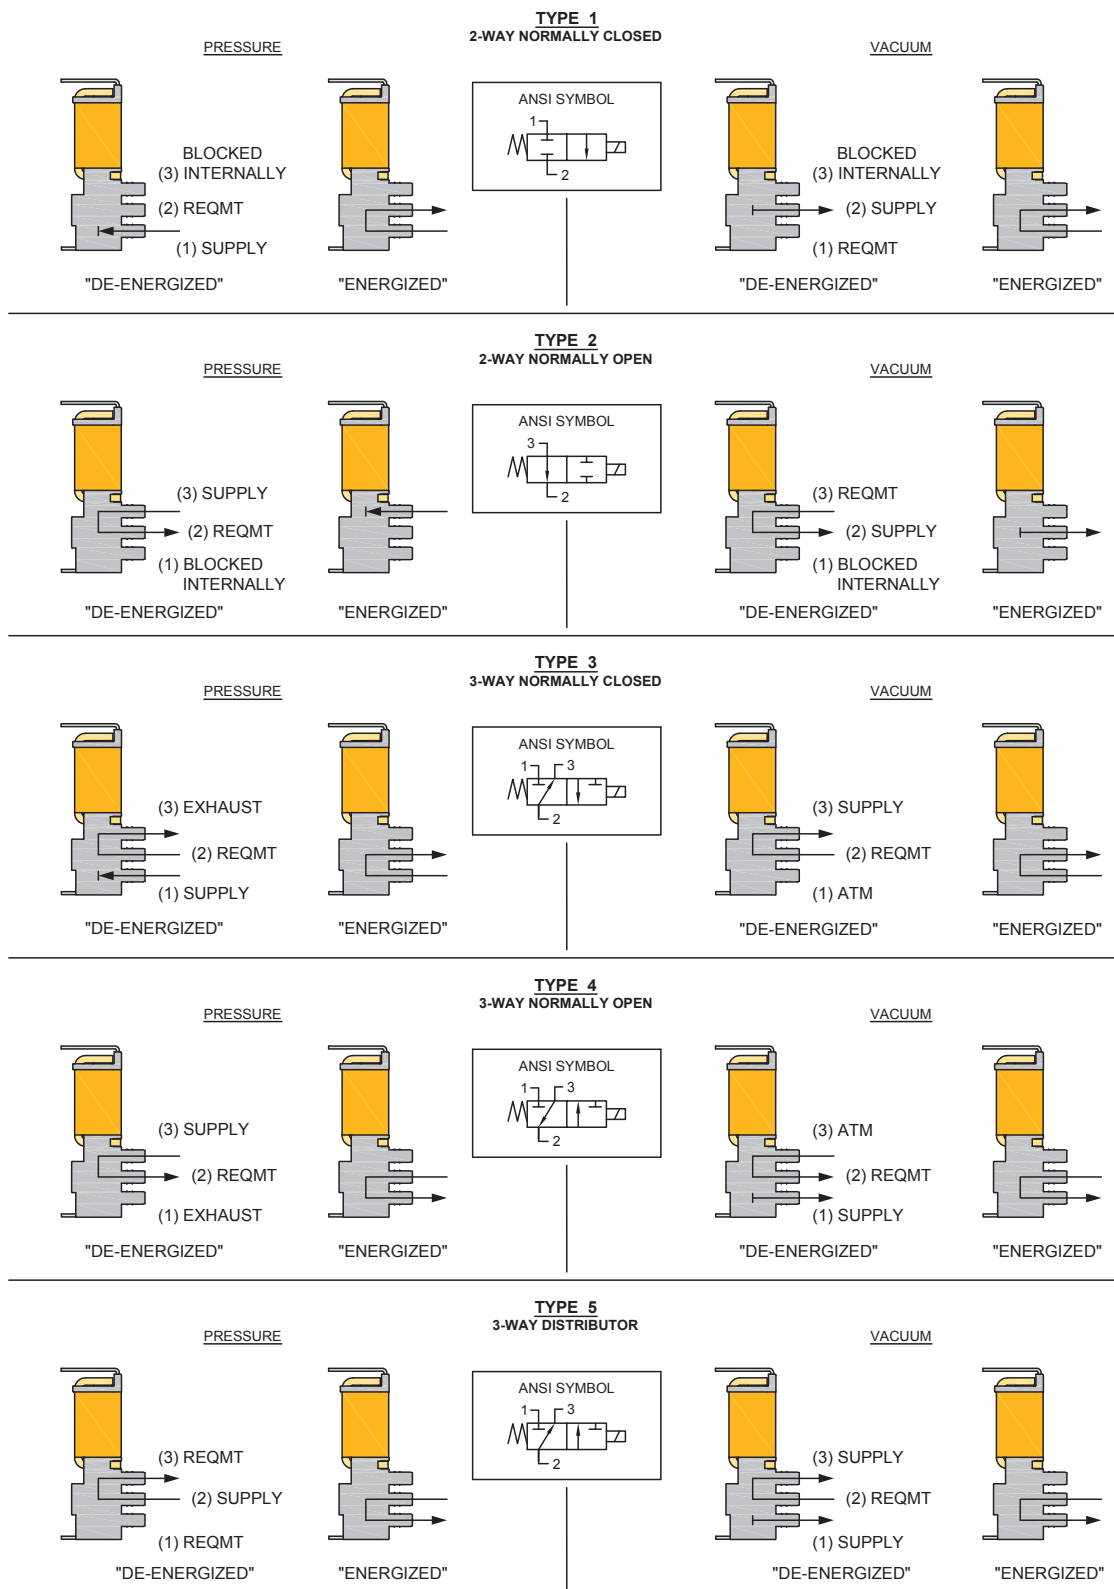 TYPE 1
2-WAY NORMALLY CLOSED
PRESSURE
VACUUM
BLOCKED
(3) INTERNALLY
(2) REQMT
(1) SUPPLY
"DE-ENERGIZED"
"ENERGIZED"
ANSI SYMBOL
1
2
BLOCKED
(3) INTERNALLY
(2) SUPPLY
(1) REQMT
"DE-ENERGIZED"
"ENERGIZED"
TYPE 2
2-WAY NORMALLY OPEN
PRESSURE
VACUUM
(3) SUPPLY
(2) REQMT
(1) BLOCKED
INTERNALLY
"DE-ENERGIZED"
"ENERGIZED"
ANSI SYMBOL
3
2
(3) REQMT
(2) SUPPLY
(1) BLOCKED
INTERNALLY
"DE-ENERGIZED"
"ENERGIZED"
TYPE 3
3-WAY NORMALLY CLOSED
PRESSURE
VACUUM
(3) EXHAUST
(2) REQMT
(1) SUPPLY
"DE-ENERGIZED"
"ENERGIZED"
ANSI SYMBOL
1 3
2
(3) SUPPLY
(2) REQMT
(1) ATM
"DE-ENERGIZED"
"ENERGIZED"
TYPE 4
3-WAY NORMALLY OPEN
PRESSURE
VACUUM
(3) SUPPLY
(2) REQMT
(1) EXHAUST
"DE-ENERGIZED"
"ENERGIZED"
ANSI SYMBOL
1 3
2
(3) ATM
(2) REQMT
(1) SUPPLY
"DE-ENERGIZED"
"ENERGIZED"
TYPE 5
3-WAY DISTRIBUTOR
PRESSURE
VACUUM
(3) REQMT
(2) SUPPLY
(1) REQMT
"DE-ENERGIZED"
"ENERGIZED"
ANSI SYMBOL
1 3
2
(3) SUPPLY
(2) REQMT
(1) SUPPLY
"DE-ENERGIZED"
"ENERGIZED"